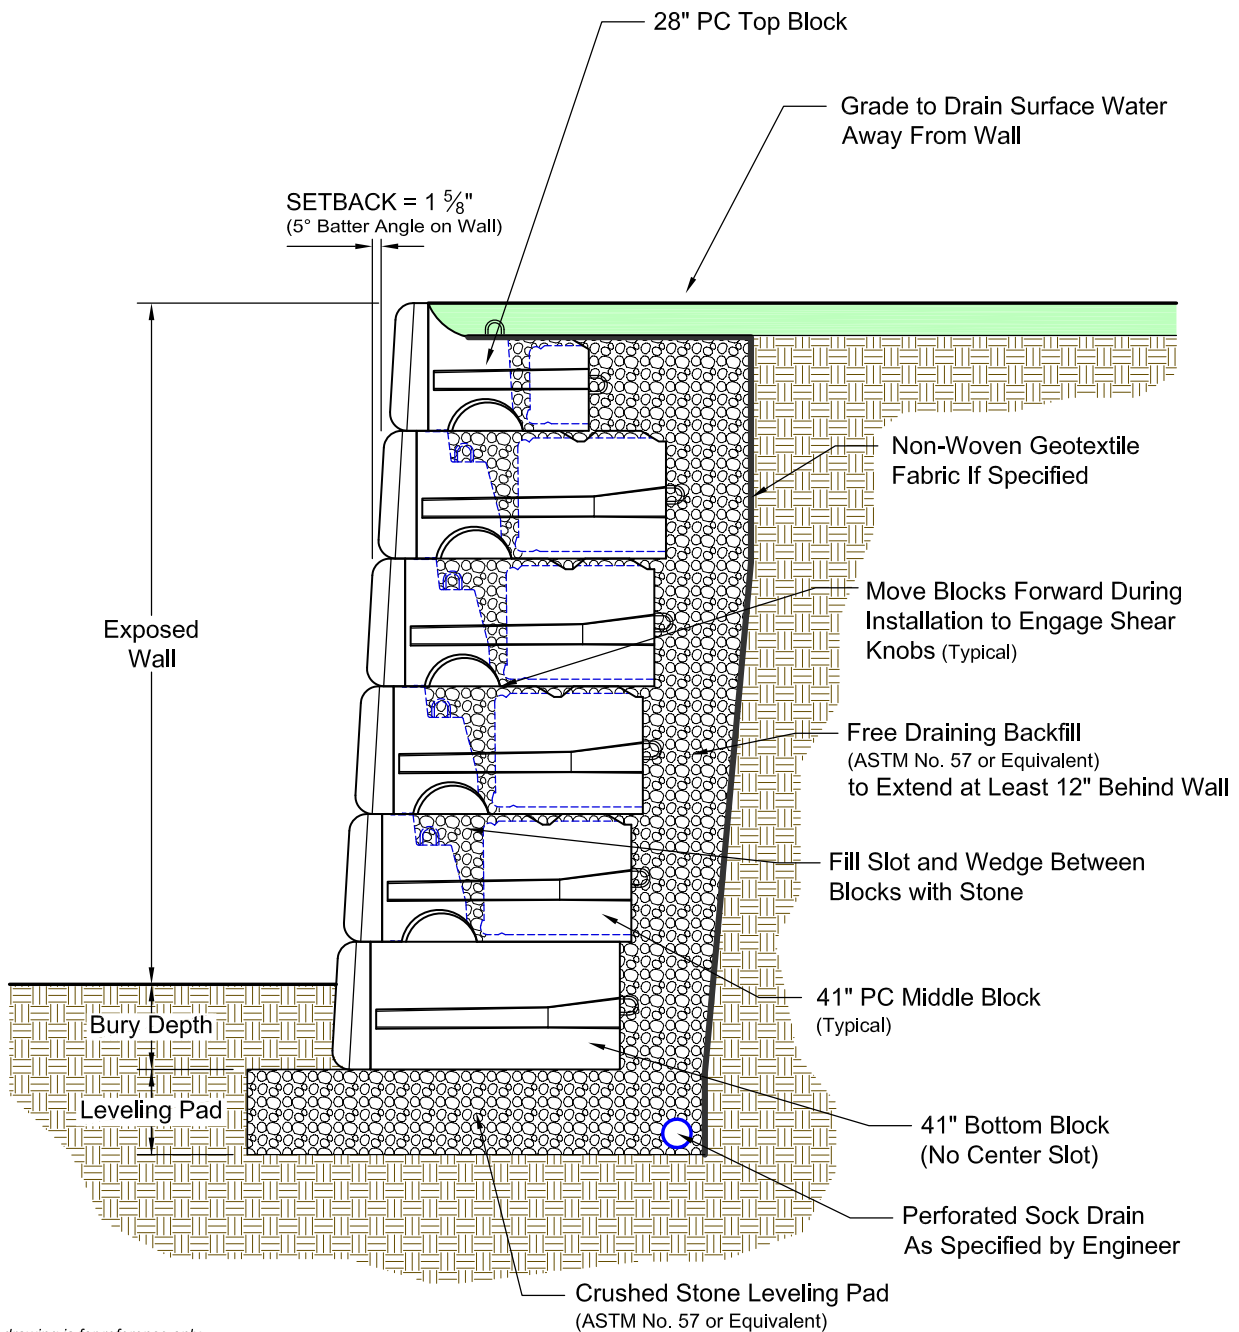 28" PC Top Block
Grade to Drain Surface Water
Away From Wall
SETBACK = 1 5/8"
(5° Batter Angle on Wall)
Non-Woven Geotextile
Fabric If Specified
Exposed
Wall
Move Blocks Forward During
Installation to Engage Shear
Knobs (Typical)
Free Draining Backfill
(ASTM No. 57 or Equivalent)
to Extend at Least 12" Behind Wall
Fill Slot and Wedge Between
Blocks with Stone
41" PC Middle Block
(Typical)
Bury Depth
Leveling Pad
41" Bottom Block
(No Center Slot)
Perforated Sock Drain
As Specified by Engineer
Crushed Stone Leveling Pad
(ASTM No. 57 or Equivalent)